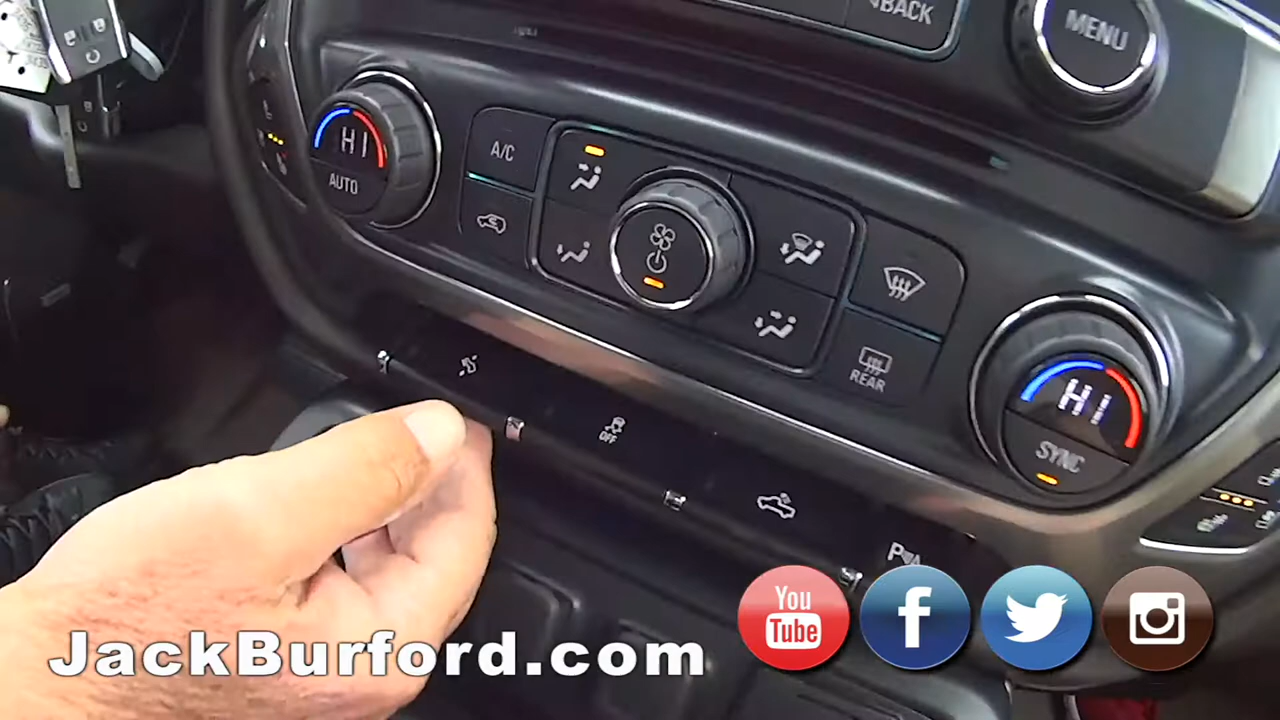 BACK
MENU
HI
AUTO
A/C
REAR
OFF
HI
SYNC
P
JackBurford.com
You
Tube
f